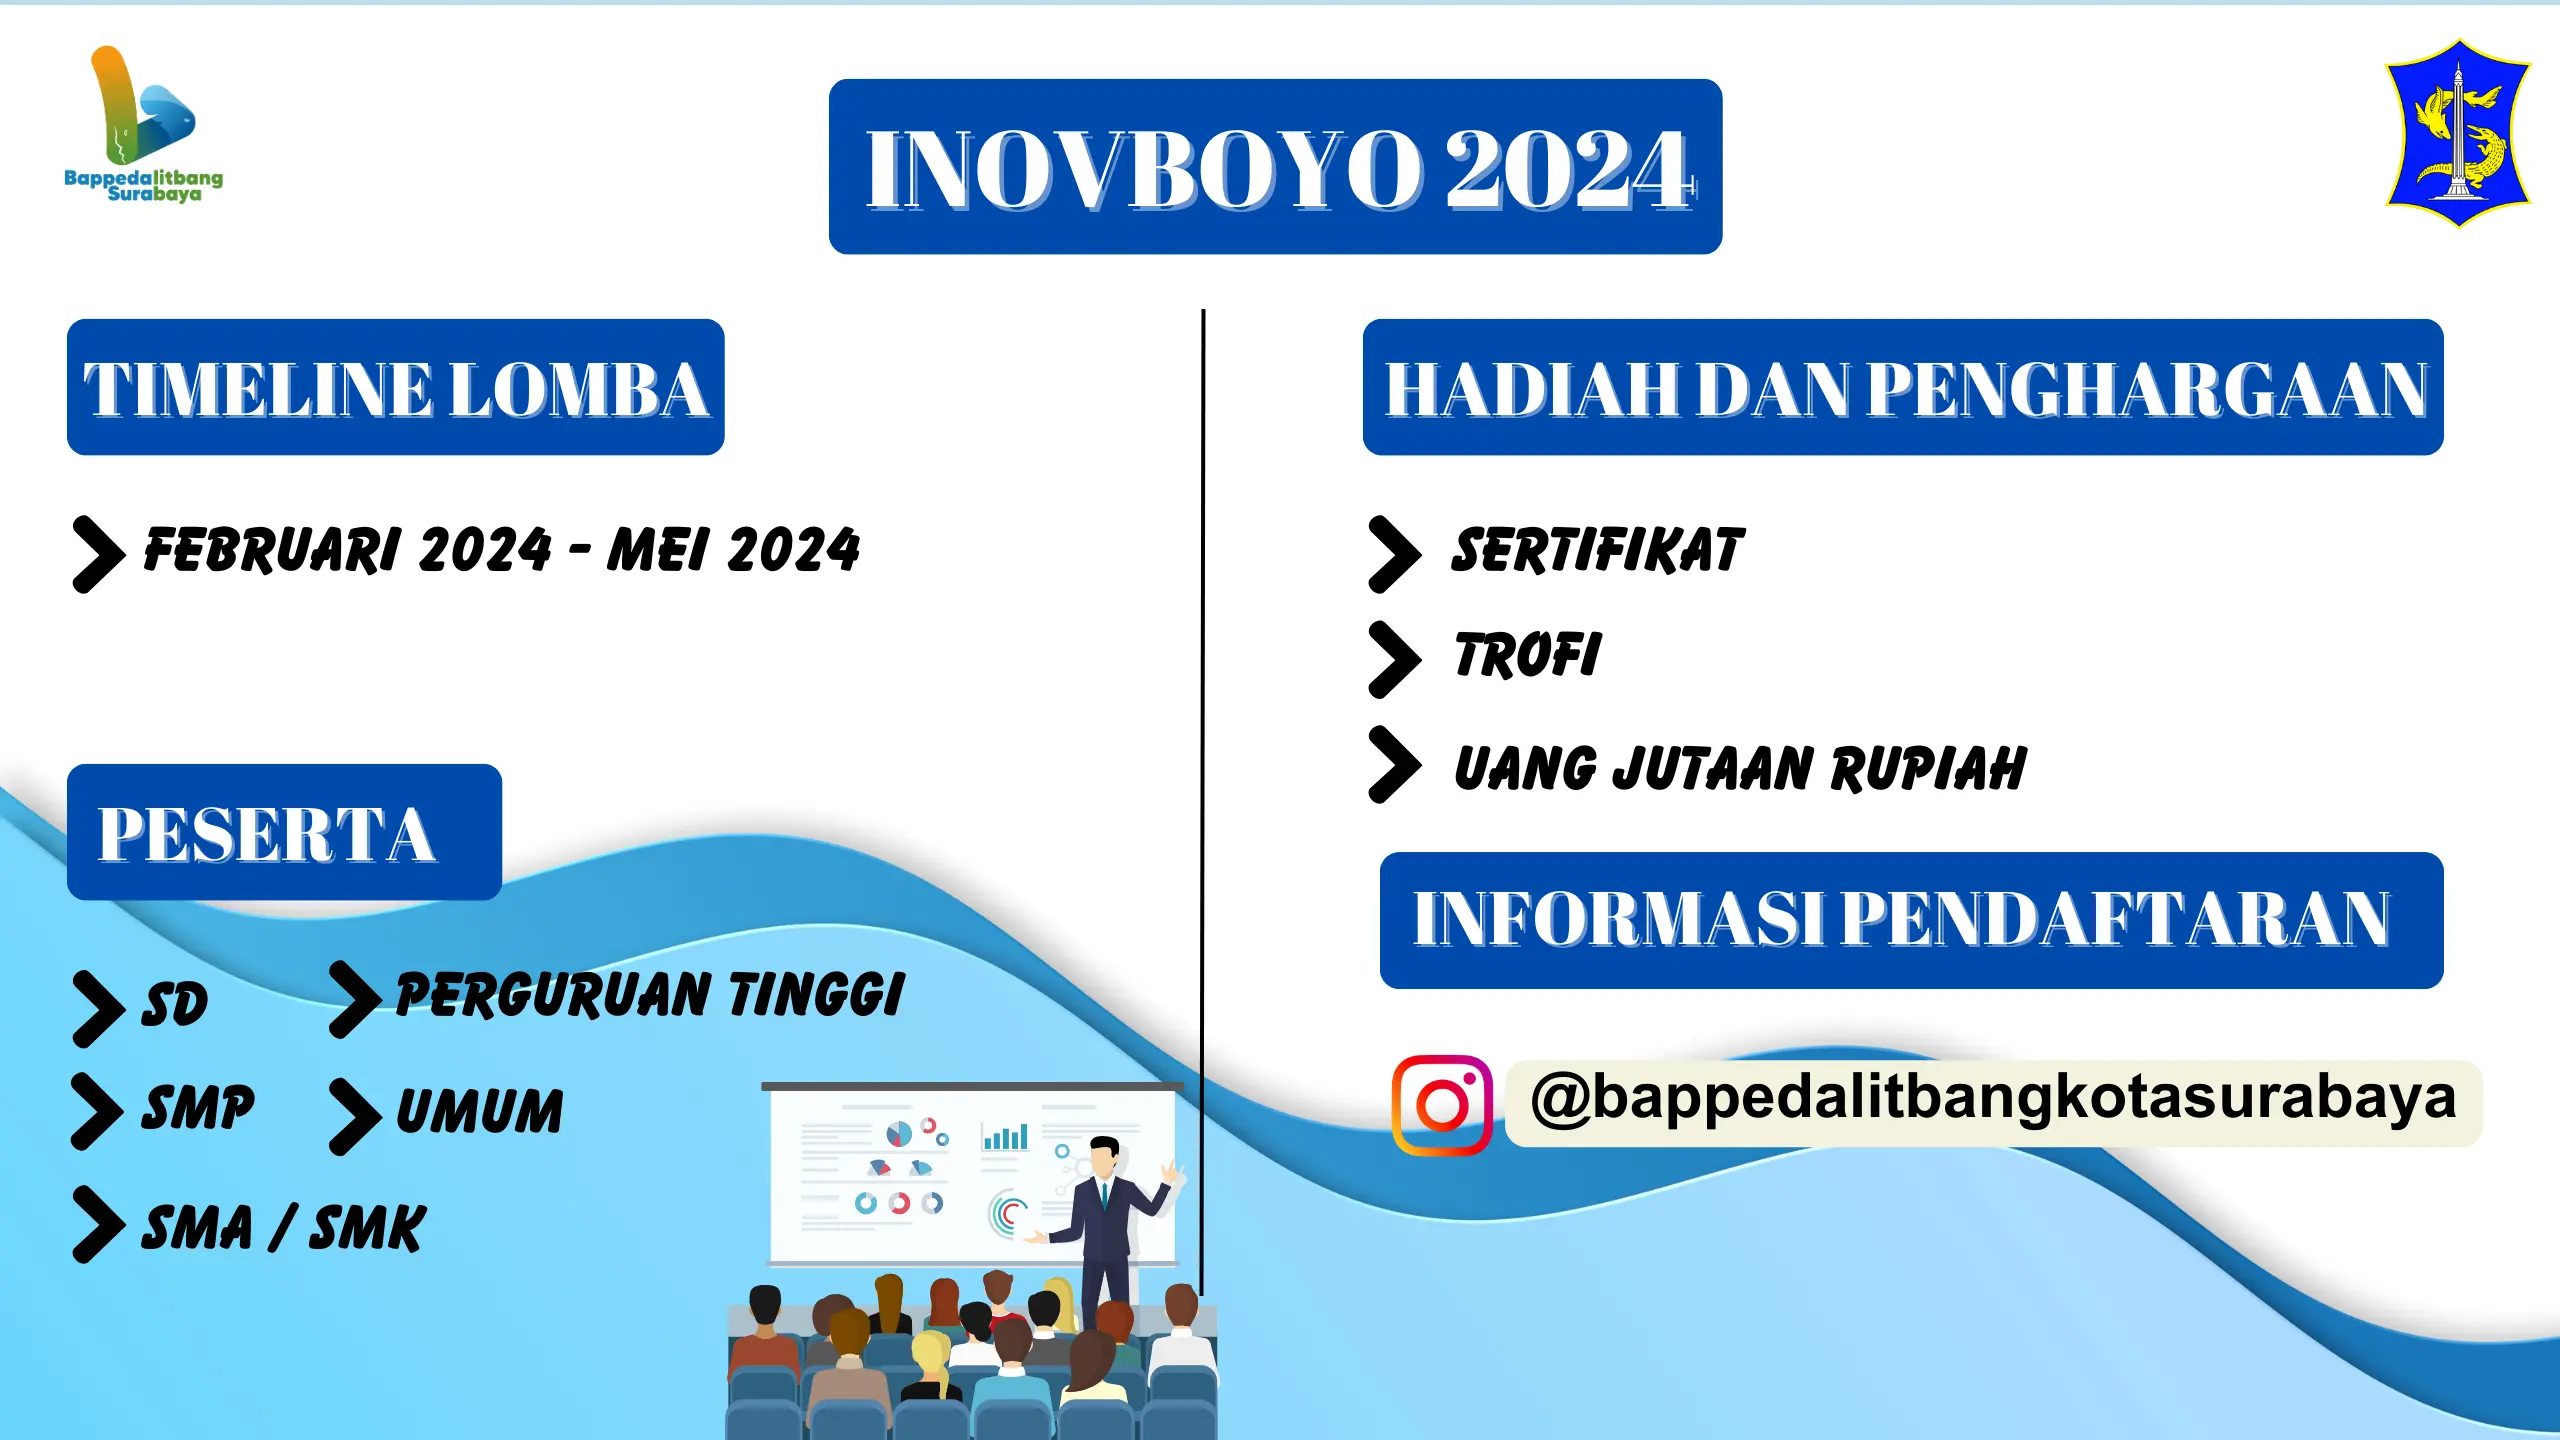 Bappedalitbang
Surabaya
INOVBOYO 2024
TIMELINE LOMBA
FEBRUARI 2024 - MEI 2024
PESERTA
SD
SMP
SMA / SMK
PERGURUAN TINGGI
UMUM
HADIAH DAN PENGHARGAAN
SERTIFIKAT
TROFI
UANG JUTAAN RUPIAH
INFORMASI PENDAFTARAN
@bappedalitbangkotasurabaya